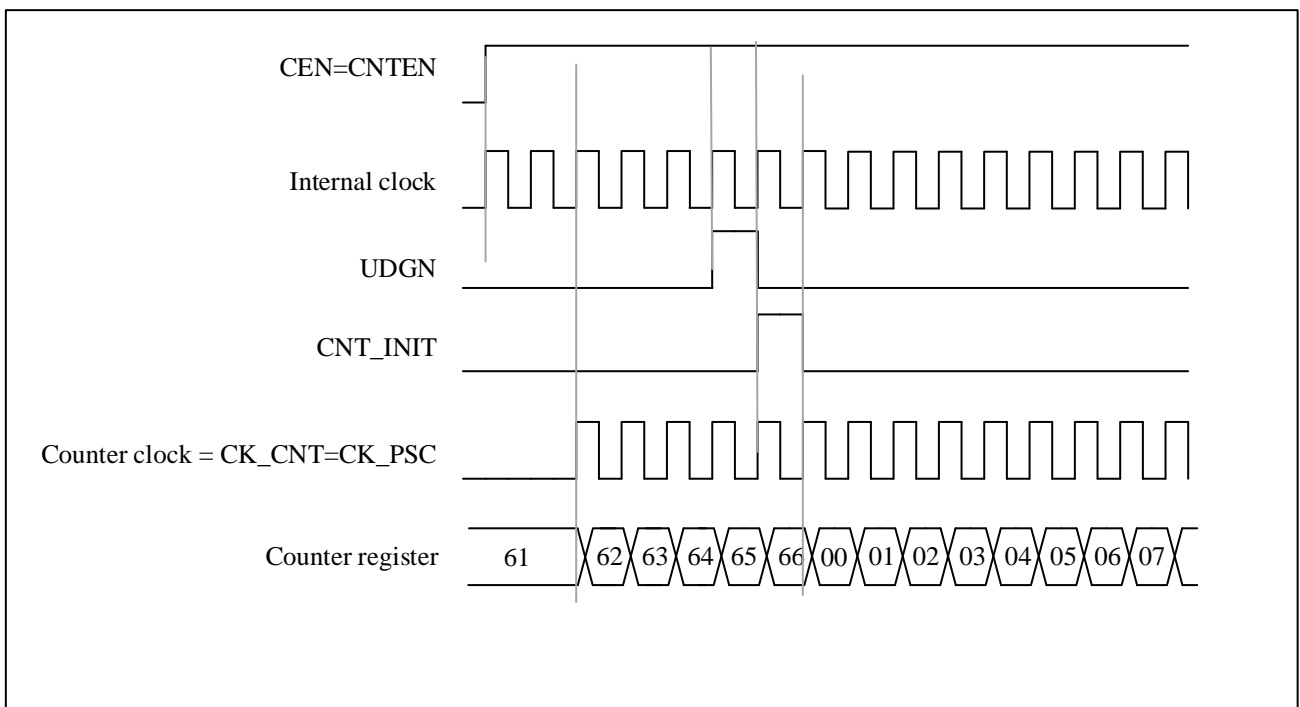 CEN=CNTEN
Internal clock
UDGN
CNT_INIT
Counter clock = CK_CNT=CK_PSC
Counter register 61 62 63 64 65 66 00 01 02 03 04 05 06 07